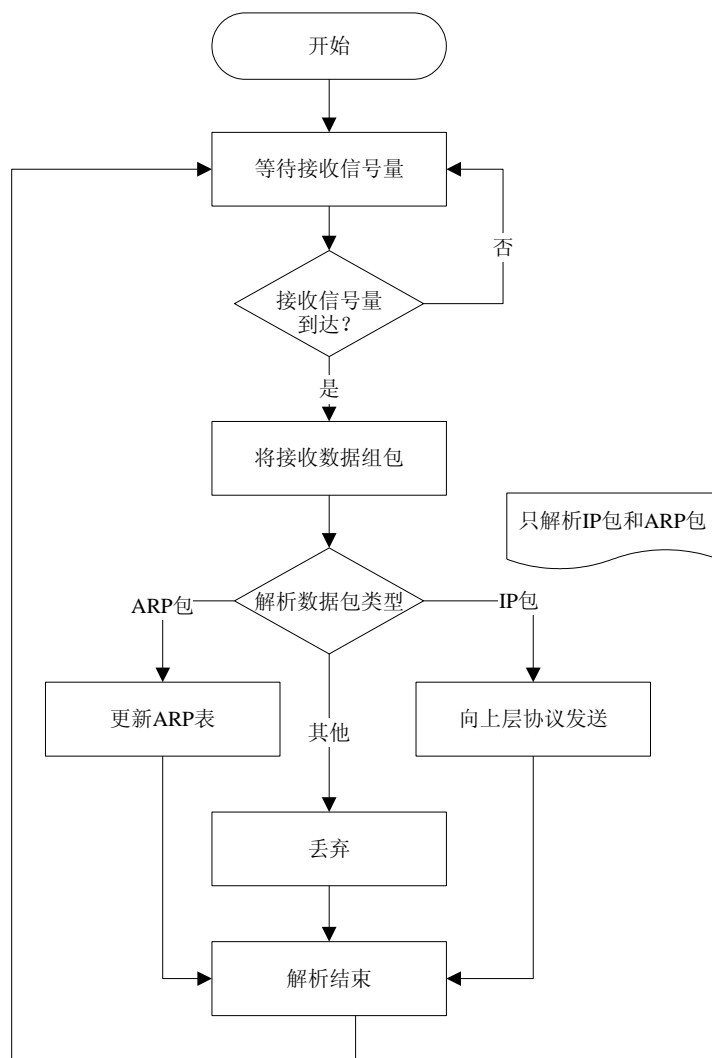 开始
等待接收信号量
否
接收信号量
到达？
是
将接收数据组包
只解析IP包和ARP包
ARP包
解析数据包类型
IP包
更新ARP表
其他
向上层协议发送
丢弃
解析结束